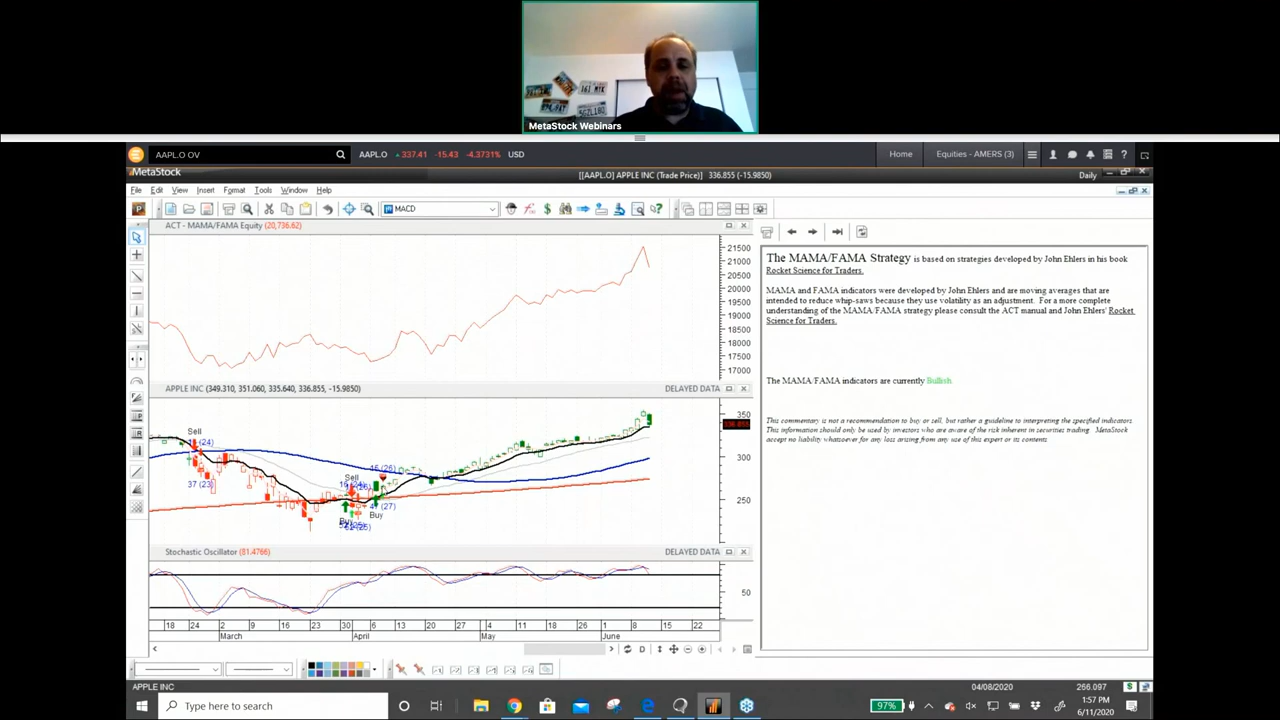 MetaStock Webinars
AAPL.O OV
AAPL.O 337.41 -15.43 -4.3731% USD
Home
Equities - AMERS (3)
MetaStock
[[AAPL.O] APPLE INC (Trade Price)] 336.855 (-15.9850)
Daily
File Edit View Insert Format Tools Window Help
MACD
ACT - MAMA/FAMA Equity (20,736.62)
21500
21000
20500
20000
19500
19000
18500
18000
17500
17000
APPLE INC (349.310, 351.060, 335.640, 336.855, -15.9850)
DELAYED DATA
350
336.855
300
250
Sell
37 (23)
Sell
15 (26)
Buy
47 (27)
Buy
Stochastic Oscillator (81.4766)
DELAYED DATA
50
18 24 2 9 16 23 30 6 13 20 27 4 11 18 26 1 8 15 22
March April May June
The MAMA/FAMA Strategy is based on strategies developed by John Ehlers in his book
Rocket Science for Traders.
MAMA and FAMA indicators were developed by John Ehlers and are moving averages that are
intended to reduce whip-saws because they use volatility as an adjustment. For a more complete
understanding of the MAMA/FAMA strategy please consult the ACT manual and John Ehlers' Rocket
Science for Traders.
The MAMA/FAMA indicators are currently Bullish
This commentary is not a recommendation to buy or sell, but rather a guideline to interpreting the specified indicators.
This information should only be used by investors who are aware of the risk inherent in securities trading. MetaStock
accept no liability whatsoever for any loss arising from any use of this expert or its contents
APPLE INC
04/08/2020
266.097
Type here to search
97%
1:57 PM
6/11/2020